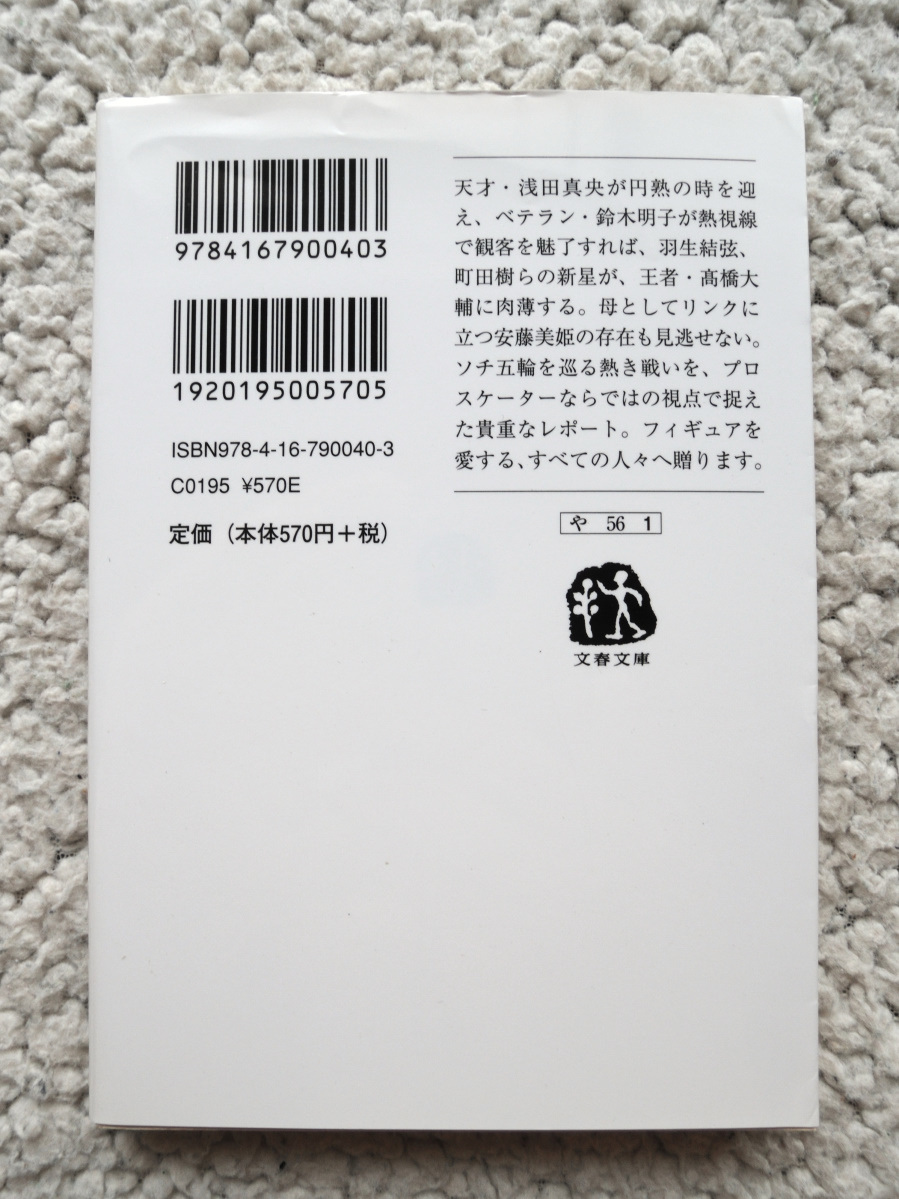 9784167900403
1920195005705
ISBN978-4-16-790040-3
C0195 ¥570E
定価（本体570円＋税）
天才・浅田真央が円熟の時を迎
え、ベテラン・鈴木明子が熱視線
で観客を魅了すれば、羽生結弦、
町田樹らの新星が、王者・髙橋大
輔に肉薄する。母としてリンクに
立つ安藤美姫の存在も見逃せない。
ソチ五輪を巡る熱き戦いを、プロ
スケーターならではの視点で捉え
た貴重なレポート。フィギュアを
愛する、すべての人々へ贈ります。
や 56 1
文春文庫